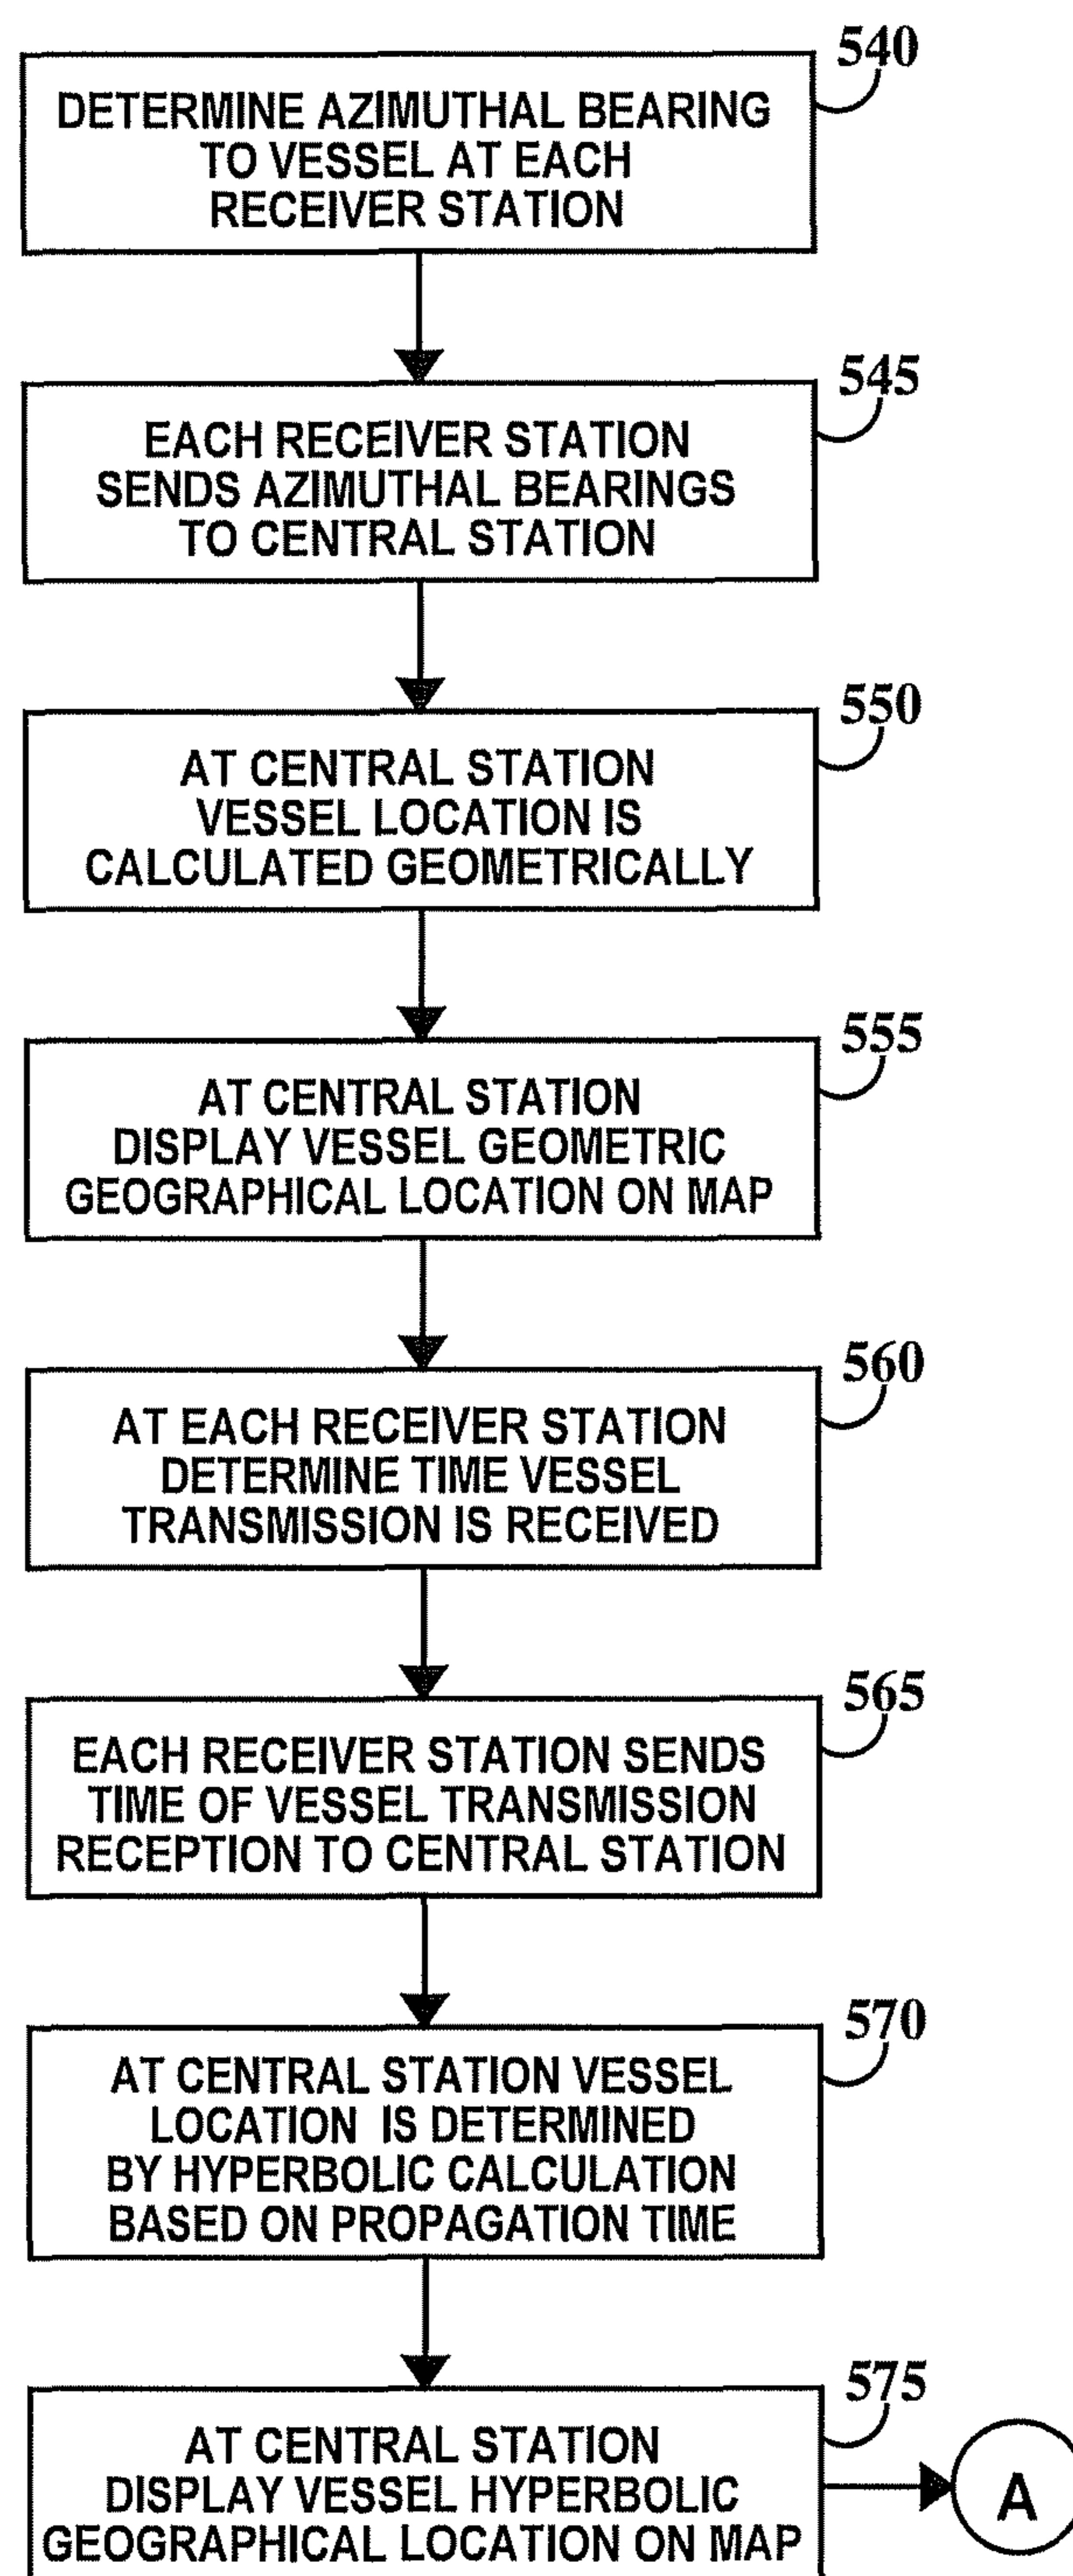 540
DETERMINE AZIMUTHAL BEARING
TO VESSEL AT EACH
RECEIVER STATION
545
EACH RECEIVER STATION
SENDS AZIMUTHAL BEARINGS
TO CENTRAL STATION
550
AT CENTRAL STATION
VESSEL LOCATION IS
CALCULATED GEOMETRICALLY
555
AT CENTRAL STATION
DISPLAY VESSEL GEOMETRIC
GEOGRAPHICAL LOCATION ON MAP
560
AT EACH RECEIVER STATION
DETERMINE TIME VESSEL
TRANSMISSION IS RECEIVED
565
EACH RECEIVER STATION SENDS
TIME OF VESSEL TRANSMISSION
RECEPTION TO CENTRAL STATION
570
AT CENTRAL STATION VESSEL
LOCATION IS DETERMINED
BY HYPERBOLIC CALCULATION
BASED ON PROPAGATION TIME
575
AT CENTRAL STATION
DISPLAY VESSEL HYPERBOLIC
GEOGRAPHICAL LOCATION ON MAP
A